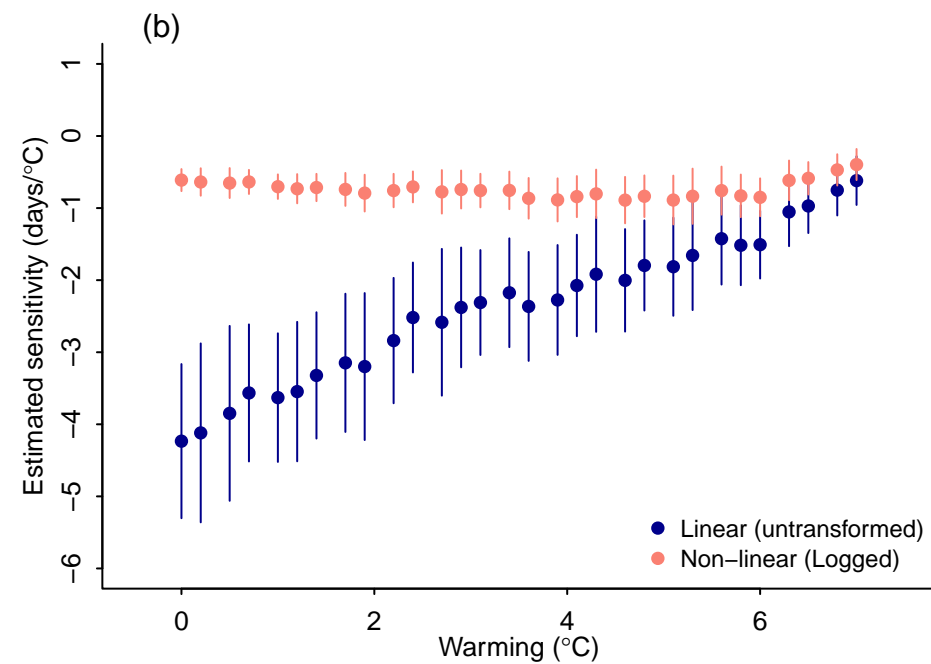 (b)
Estimated sensitivity (days/°C)
1
0
−1
−2
−3
−4
−5
−6
Linear (untransformed)
Non−linear (Logged)
0 2 4 6
Warming (°C)